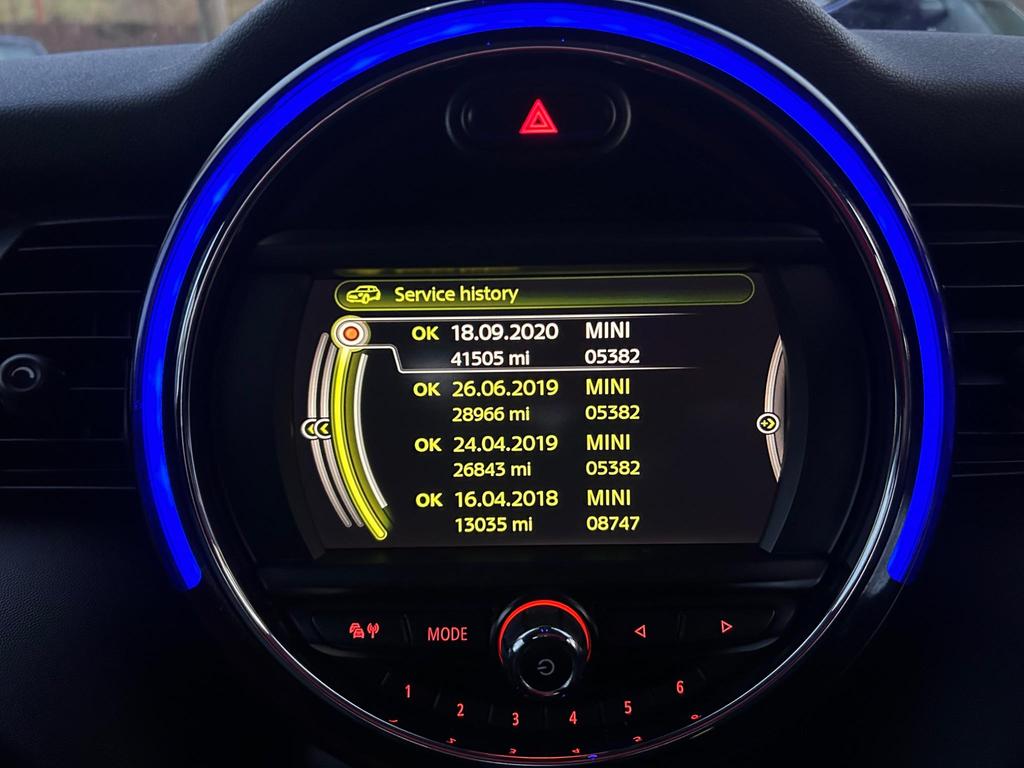 Service history
OK 18.09.2020 MINI
41505 mi 05382
OK 26.06.2019 MINI
28966 mi 05382
OK 24.04.2019 MINI
26843 mi 05382
OK 16.04.2018 MINI
13035 mi 08747
MODE
1 2 3 4 5 6